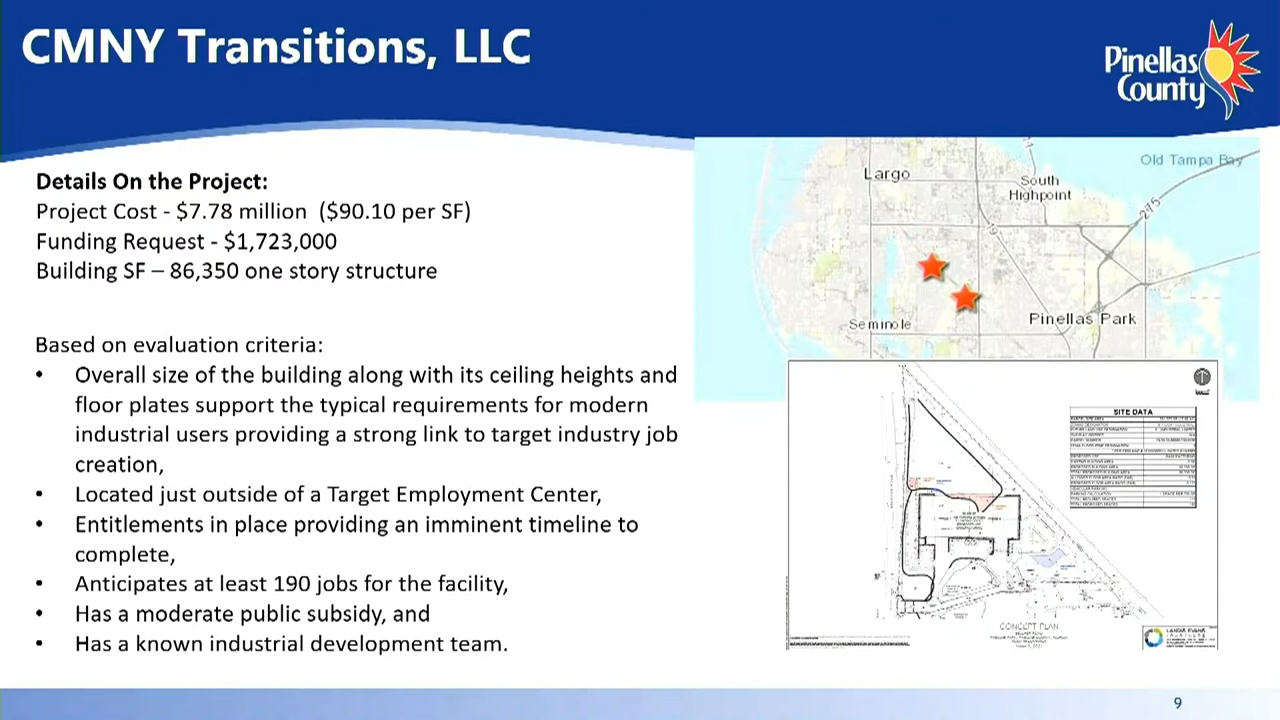 CMNY Transitions, LLC
Pinellas
County
Details On the Project:
Project Cost - $7.78 million  ($90.10 per SF)
Funding Request - $1,723,000
Building SF – 86,350 one story structure
Based on evaluation criteria:
• Overall size of the building along with its ceiling heights and
floor plates support the typical requirements for modern
industrial users providing a strong link to target industry job
creation,
• Located just outside of a Target Employment Center,
• Entitlements in place providing an imminent timeline to
complete,
• Anticipates at least 190 jobs for the facility,
• Has a moderate public subsidy, and
• Has a known industrial development team.
Old Tampa Bay
Largo
South
Highpoint
275
19
Seminole
Pinellas Park
SITE DATA
CONCEPT PLAN
9